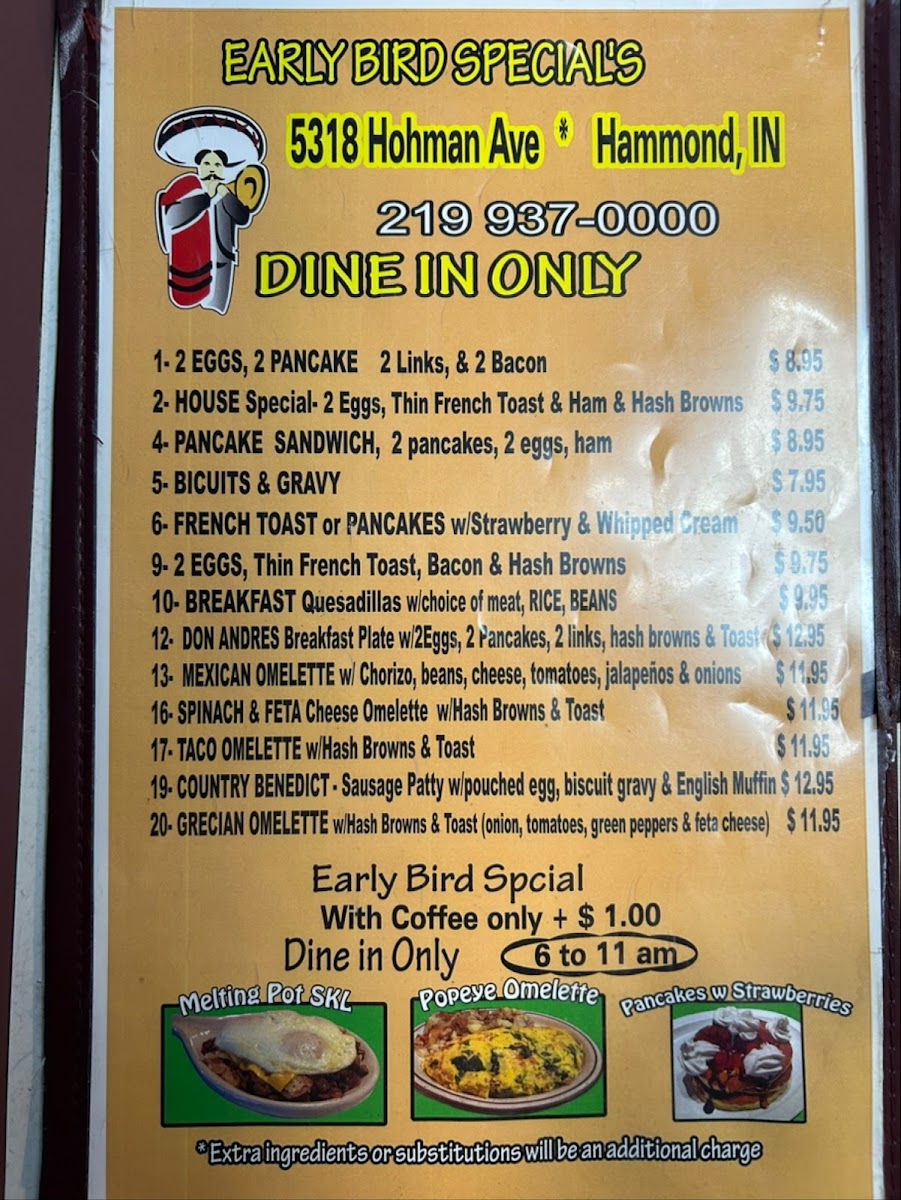 EARLY BIRD SPECIAL'S
5318 Hohman Ave * Hammond, IN
219 937-0000
DINE IN ONLY
1- 2 EGGS, 2 PANCAKE 2 Links, & 2 Bacon $ 8.95
2- HOUSE Special- 2 Eggs, Thin French Toast & Ham & Hash Browns $ 9.75
4- PANCAKE SANDWICH, 2 pancakes, 2 eggs, ham $ 8.95
5- BICUITS & GRAVY $ 7.95
6- FRENCH TOAST or PANCAKES w/Strawberry & Whipped Cream $ 9.50
9- 2 EGGS, Thin French Toast, Bacon & Hash Browns $ 9.75
10- BREAKFAST Quesadillas w/choice of meat, RICE, BEANS $ 9.95
12- DON ANDRES Breakfast Plate w/2Eggs, 2 Pancakes, 2 links, hash browns & Toast $ 12.95
13- MEXICAN OMELETTE w/ Chorizo, beans, cheese, tomatoes, jalapeños & onions $ 11.95
16- SPINACH & FETA Cheese Omelette w/Hash Browns & Toast $ 11.95
17- TACO OMELETTE w/Hash Browns & Toast $ 11.95
19- COUNTRY BENEDICT - Sausage Patty w/pouched egg, biscuit gravy & English Muffin $ 12.95
20- GRECIAN OMELETTE w/Hash Browns & Toast (onion, tomatoes, green peppers & feta cheese) $ 11.95
Early Bird Spcial
With Coffee only + $ 1.00
Dine in Only 6 to 11 am
Melting Pot SKL Popeye Omelette Pancakes w Strawberries
*Extra ingredients or substitutions will be an additional charge